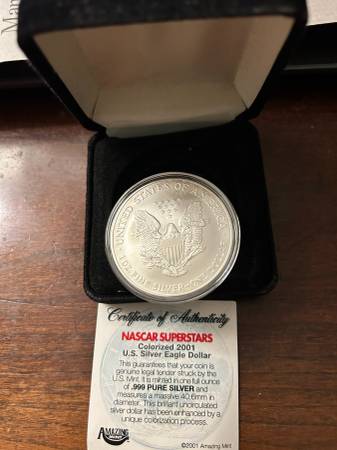 Man
UNITED STATES OF AMERICA
1 OZ. FINE SILVER~ONE DOLLAR
Certificate of Authenticity
NASCAR SUPERSTARS
Colorized 2001
U.S. Silver Eagle Dollar
This guarantees that your coin is
genuine legal tender struck by the
U.S. Mint. It is minted in one full ounce
of .999 PURE SILVER and
measures a massive 40.6mm in
diameter. This brilliant uncirculated
silver dollar has been enhanced by a
unique colorization process.
AMAZING
MINT
©2001 Amazing Mint